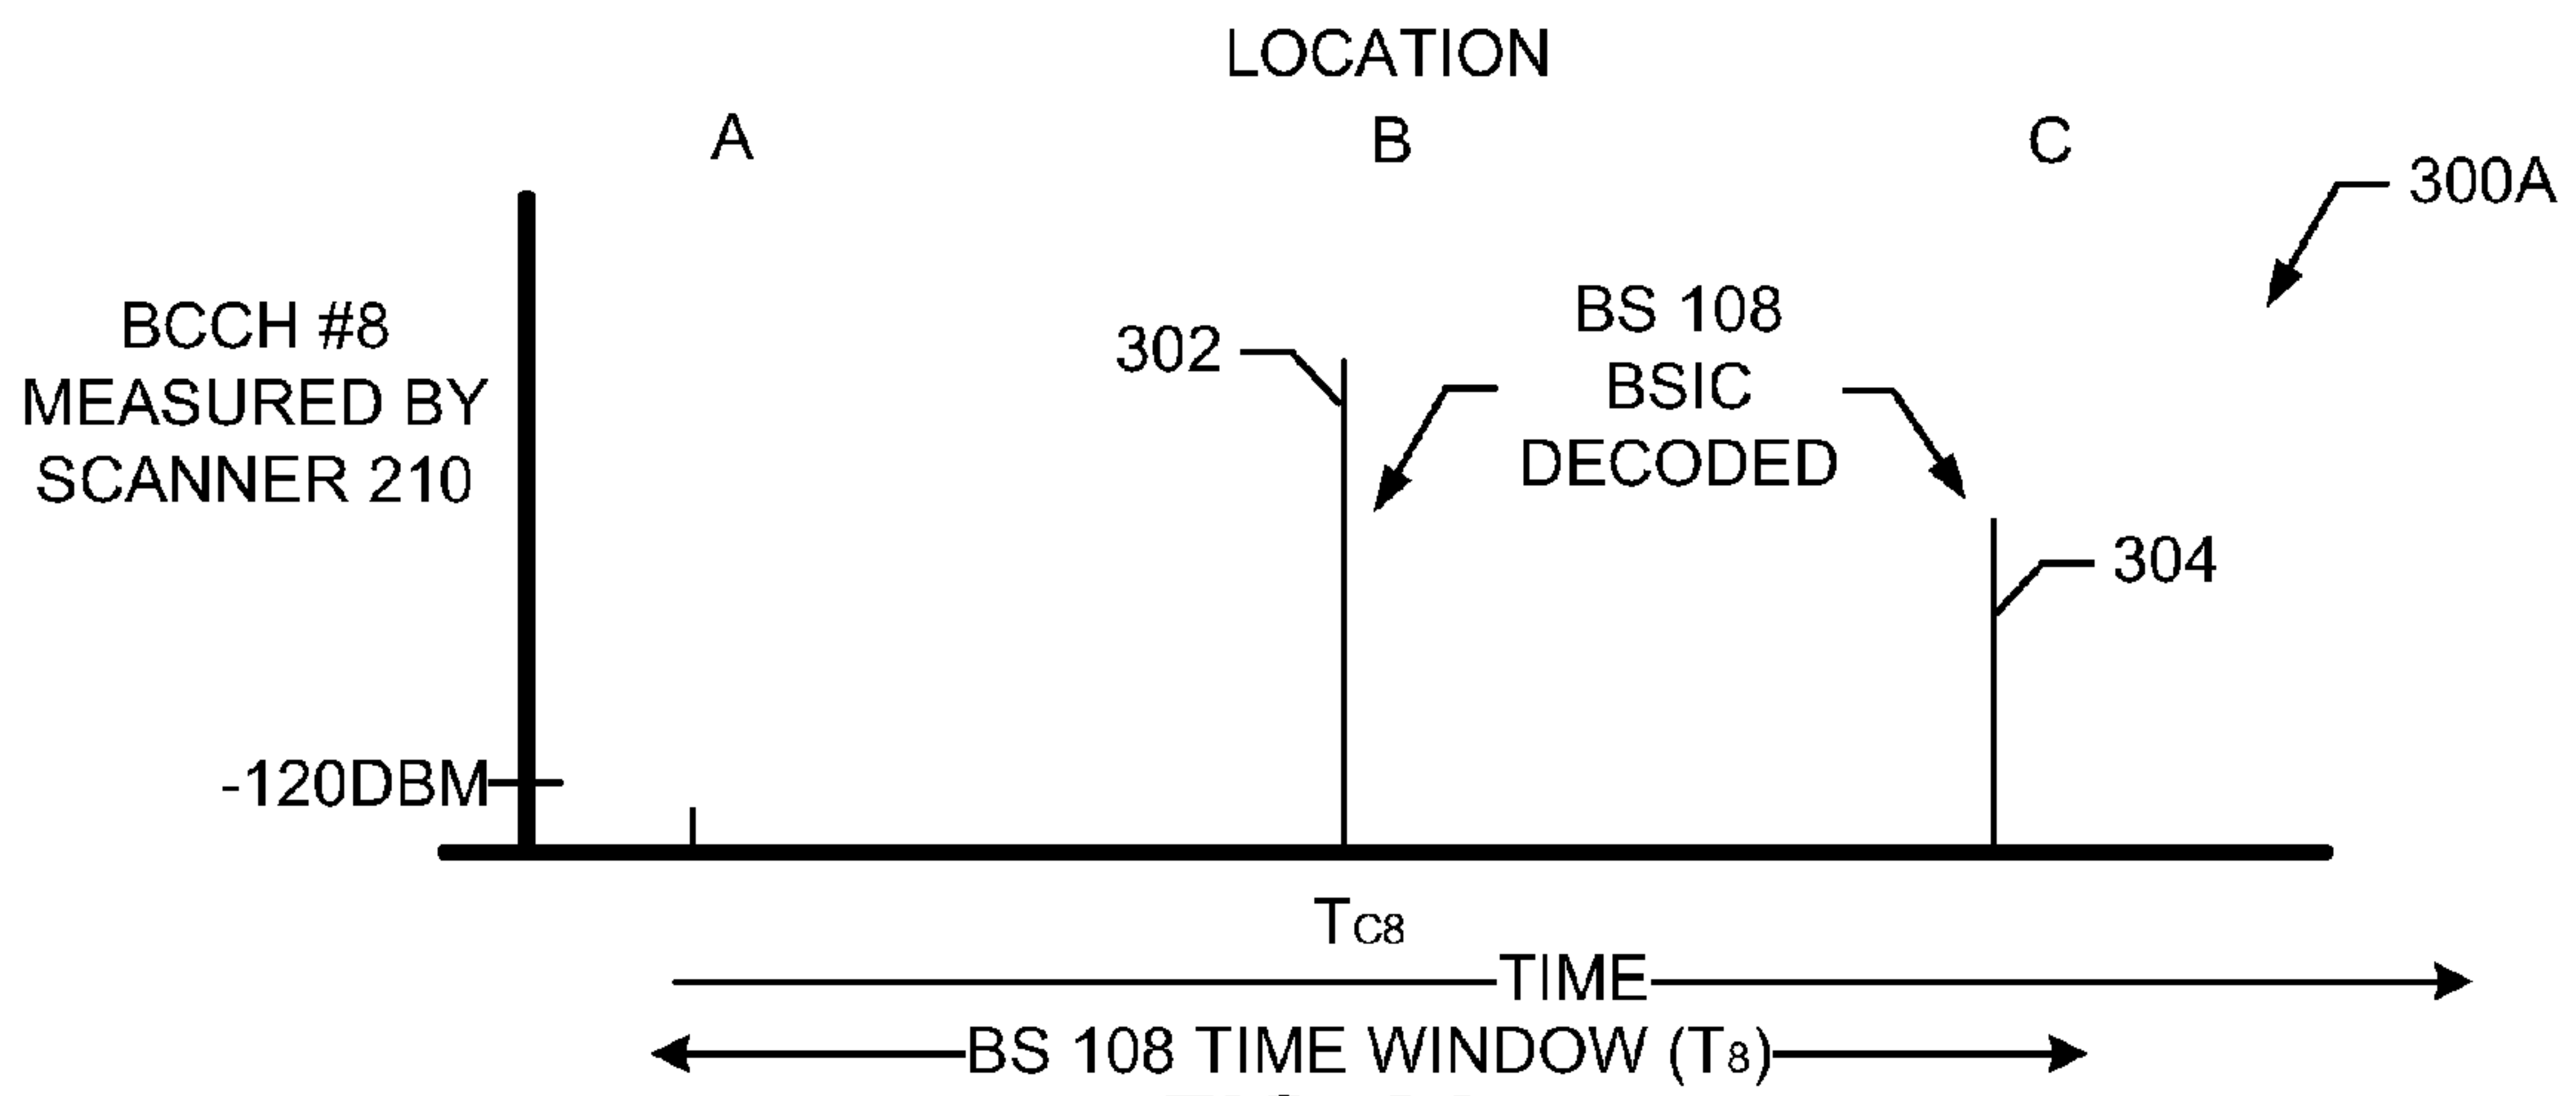 LOCATION
A B C
300A
BCCH #8
MEASURED BY
SCANNER 210
302
BS 108
BSIC
DECODED
304
-120DBM
TC8
TIME
BS 108 TIME WINDOW (T8)